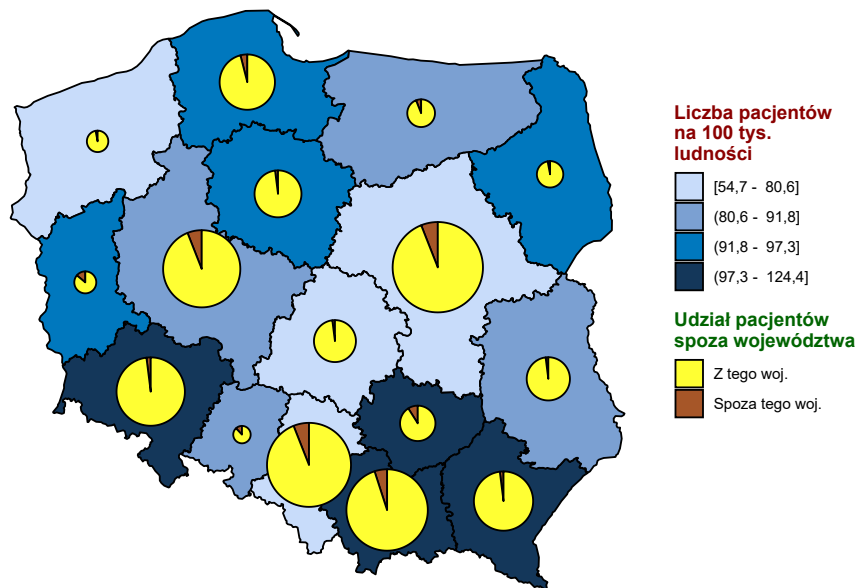 Liczba pacjentów
na 100 tys.
ludności
[54,7 - 80,6]
(80,6 - 91,8]
(91,8 - 97,3]
(97,3 - 124,4]
Udział pacjentów
spoza województwa
Z tego woj.
Spoza tego woj.